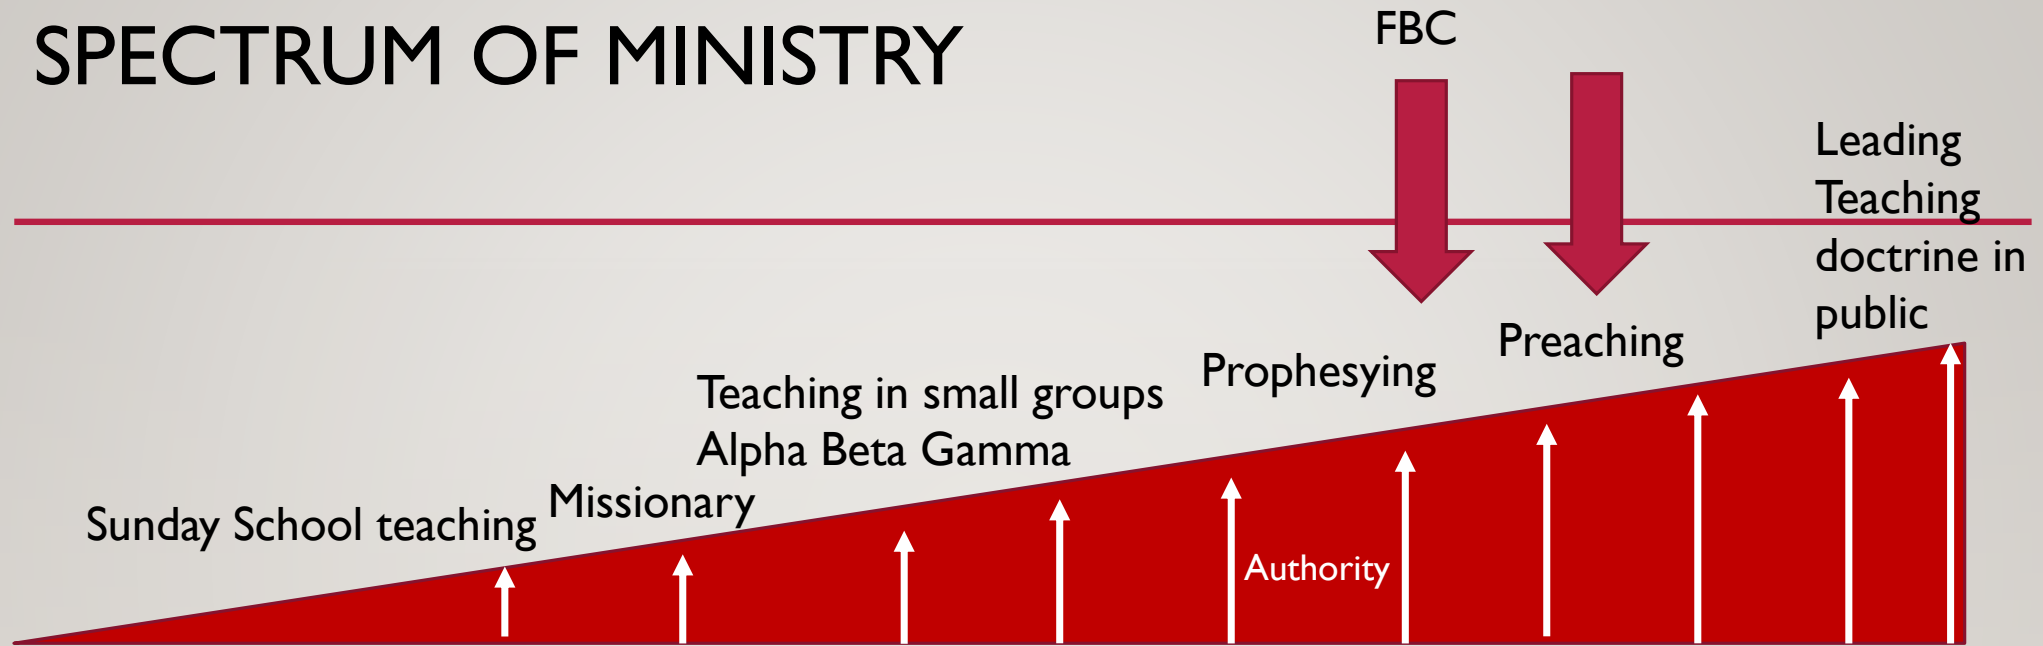 SPECTRUM OF MINISTRY
FBC
Leading
Teaching
doctrine in
public
Preaching
Prophesying
Teaching in small groups
Alpha Beta Gamma
Missionary
Sunday School teaching
Authority